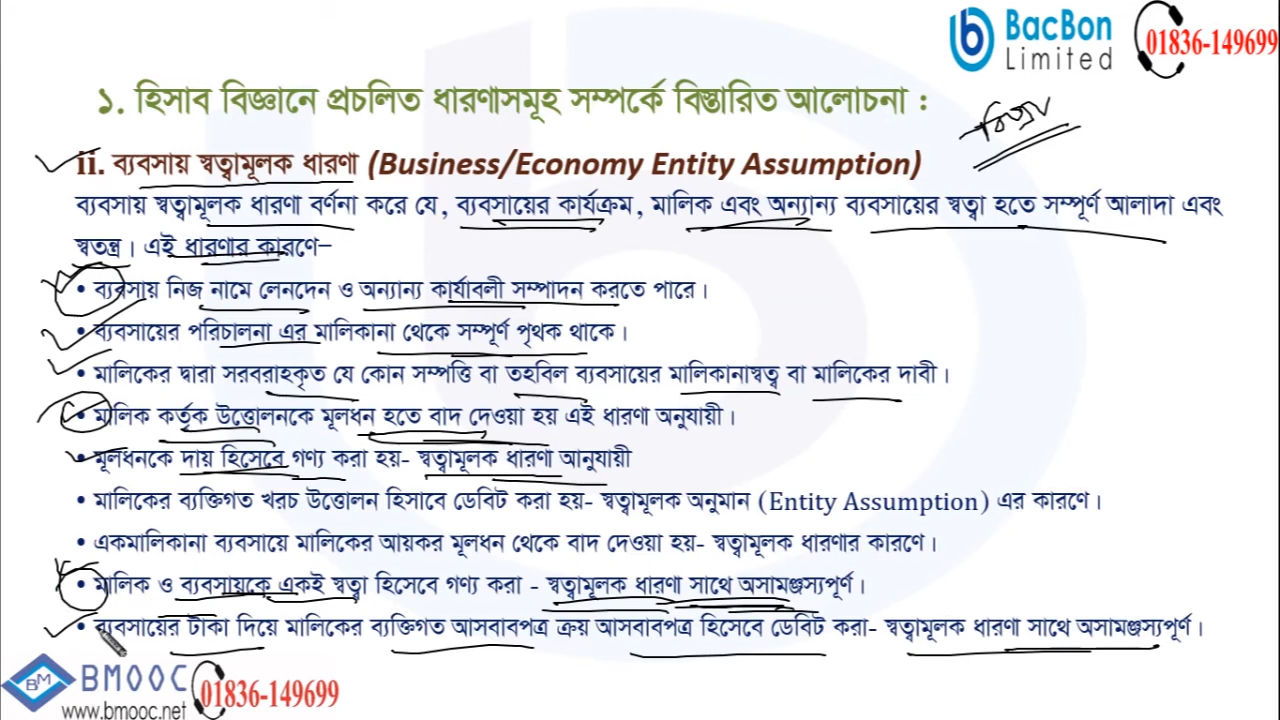 BacBon
Limited
01836-149699
১. হিসাব বিজ্ঞানে প্রচলিত ধারণাসমূহ সম্পর্কে বিস্তারিত আলোচনা :
ii. ব্যবসায় স্বত্বামূলক ধারণা (Business/Economy Entity Assumption)
ব্যবসায় স্বত্বামূলক ধারণা বর্ণনা করে যে, ব্যবসায়ের কার্যক্রম, মালিক এবং অন্যান্য ব্যবসায়ের স্বত্বা হতে সম্পূর্ণ আলাদা এবং
স্বতন্ত্র। এই ধারণার কারণে–
• ব্যবসায় নিজ নামে লেনদেন ও অন্যান্য কার্যাবলী সম্পাদন করতে পারে।
• ব্যবসায়ের পরিচালনা এর মালিকানা থেকে সম্পূর্ণ পৃথক থাকে।
• মালিকের দ্বারা সরবরাহকৃত যে কোন সম্পত্তি বা তহবিল ব্যবসায়ের মালিকানাস্বত্ব বা মালিকের দাবী।
• মালিক কর্তৃক উত্তোলনকে মূলধন হতে বাদ দেওয়া হয় এই ধারণা অনুযায়ী।
• মূলধনকে দায় হিসেবে গণ্য করা হয়- স্বত্বামূলক ধারণা আনুযায়ী
• মালিকের ব্যক্তিগত খরচ উত্তোলন হিসাবে ডেবিট করা হয়- স্বত্বামূলক অনুমান (Entity Assumption) এর কারণে।
• একমালিকানা ব্যবসায়ে মালিকের আয়কর মূলধন থেকে বাদ দেওয়া হয়- স্বত্বামূলক ধারণার কারণে।
• মালিক ও ব্যবসায়কে একই স্বত্বা হিসেবে গণ্য করা - স্বত্বামূলক ধারণা সাথে অসামঞ্জস্যপূর্ণ।
• ব্যবসায়ের টাকা দিয়ে মালিকের ব্যক্তিগত আসবাবপত্র ক্রয় আসবাবপত্র হিসেবে ডেবিট করা- স্বত্বামূলক ধারণা সাথে অসামঞ্জস্যপূর্ণ।
BM BMOOC
01836-149699
www.bmooc.net